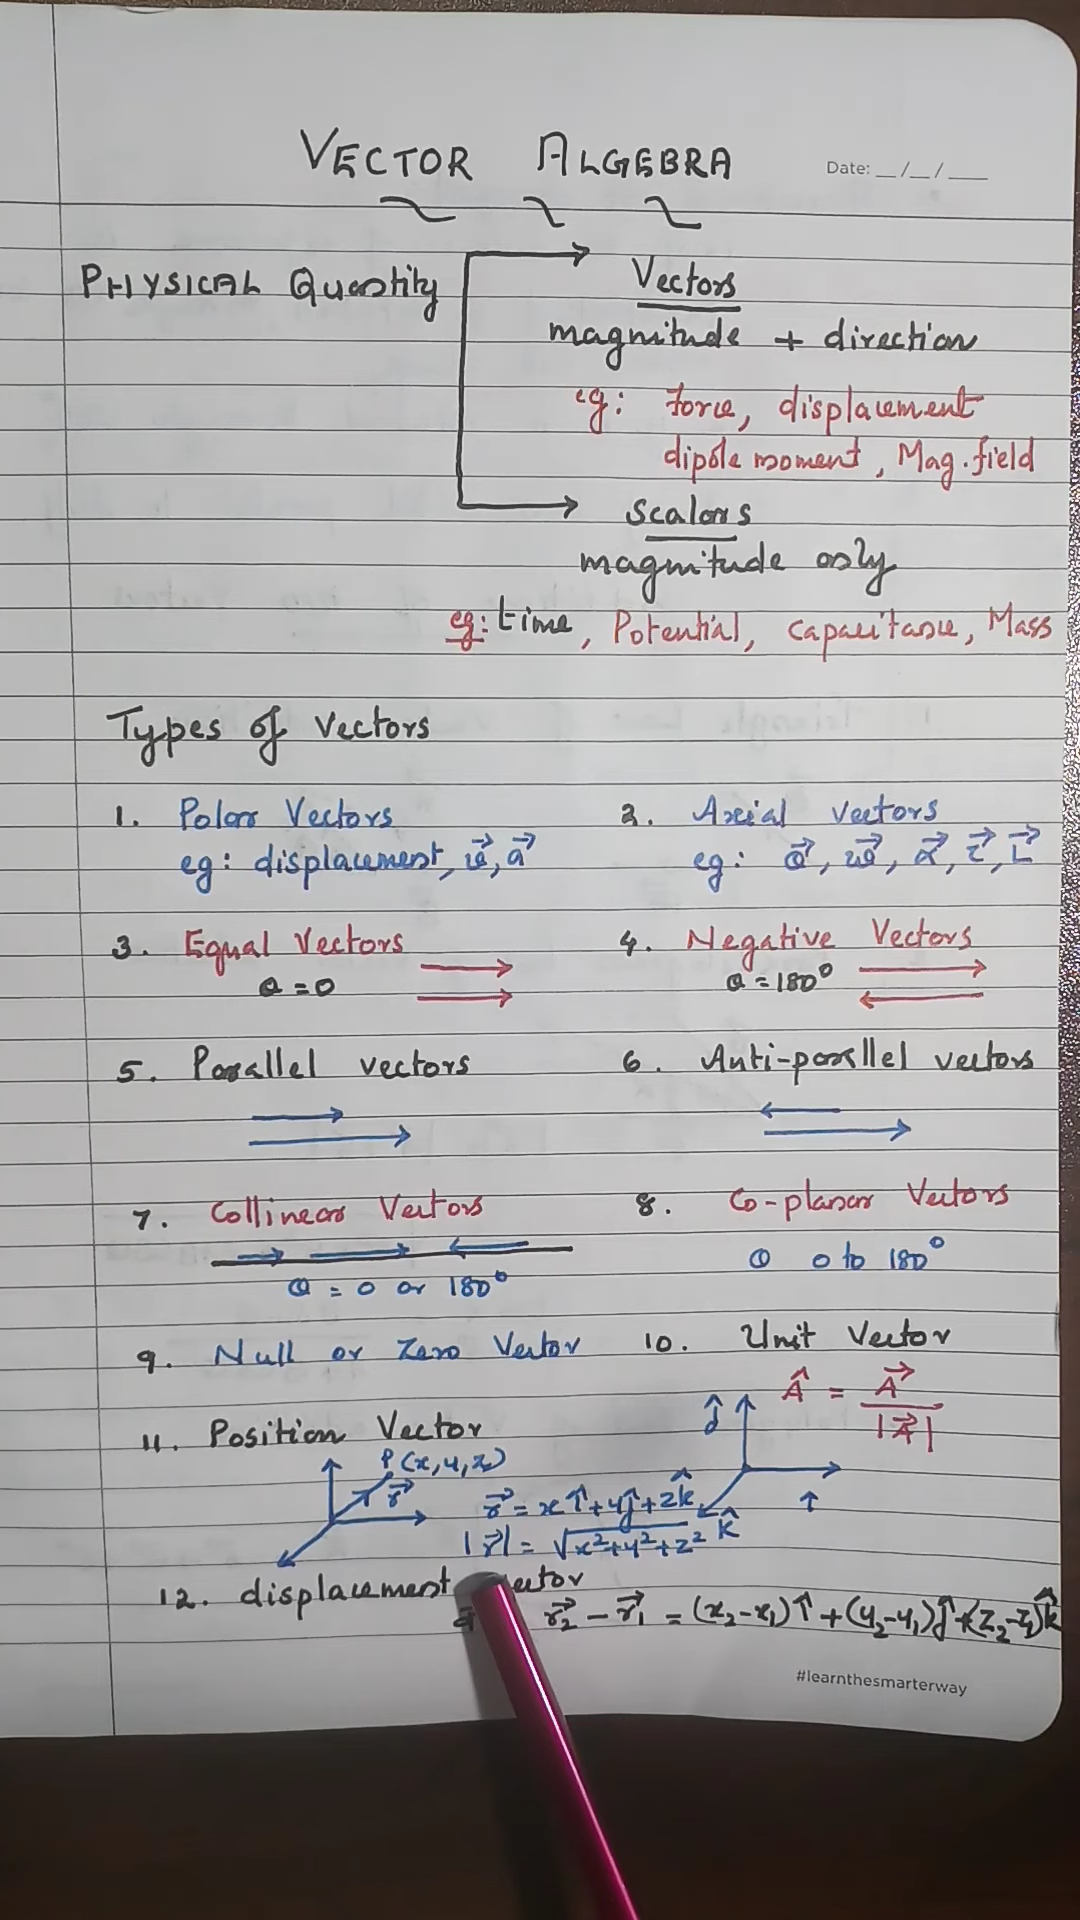 VECTOR ALGEBRA
Date: __/__/____
PHYSICAL Quantity
Vectors
magnitude + direction
eg: force, displacement
dipole moment, Mag. field
Scalars
magnitude only
eg: time, Potential, capacitance, Mass
Types of vectors
1. Polar Vectors
eg: displacement, v⃗, a⃗
2. Axial vectors
eg: θ⃗, ω⃗, α⃗, τ⃗, L⃗
3. Equal Vectors
θ = 0
4. Negative Vectors
θ = 180°
5. Parallel vectors
6. Anti-parallel vectors
7. Collinear Vectors
θ = 0 or 180°
8. Co-planar Vectors
θ 0 to 180°
9. Null or Zero Vector
10. Unit Vector
Â = A⃗ / |A⃗|
ĵ
î
k̂
11. Position Vector
P(x, y, z)
r⃗
r⃗ = xî + yĵ + zk̂
|r⃗| = √x² + y² + z²
12. displacement
r⃗₂ − r⃗₁ = (x₂−x₁)î + (y₂−y₁)ĵ + (z₂−z₁)k̂
#learnthesmarterway